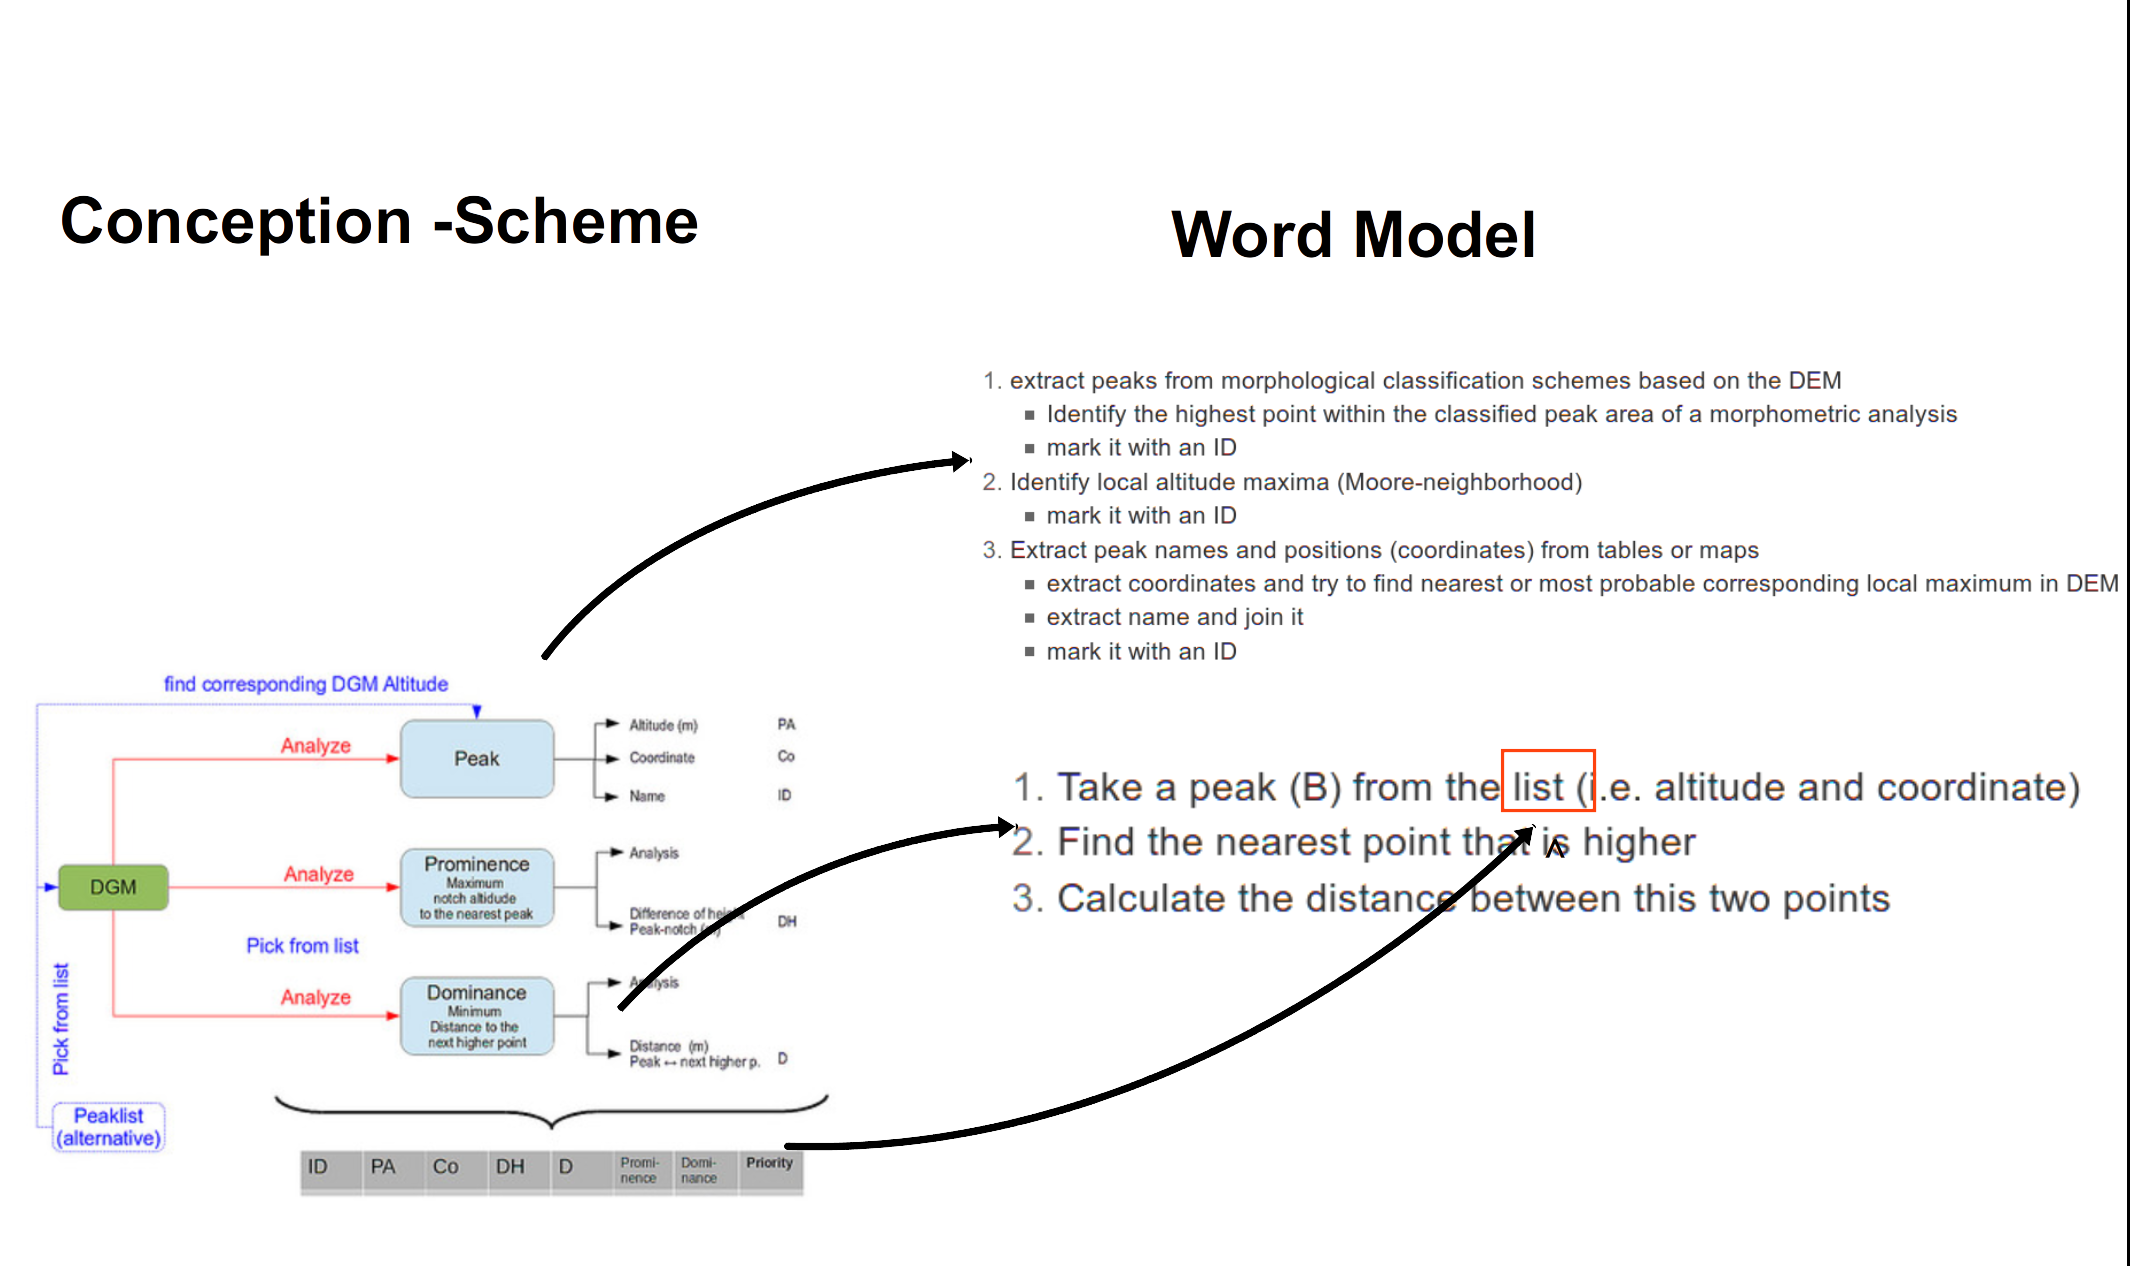 Conception -Scheme
Word Model
1. extract peaks from morphological classification schemes based on the DEM
▪ Identify the highest point within the classified peak area of a morphometric analysis
▪ mark it with an ID
2. Identify local altitude maxima (Moore-neighborhood)
▪ mark it with an ID
3. Extract peak names and positions (coordinates) from tables or maps
▪ extract coordinates and try to find nearest or most probable corresponding local maximum in DEM
▪ extract name and join it
▪ mark it with an ID
1. Take a peak (B) from the list (i.e. altitude and coordinate)
2. Find the nearest point that is higher
3. Calculate the distance between this two points
find corresponding DGM Altitude
Analyze
Peak
Altitude (m) PA
Coordinate Co
Name ID
DGM
Analyze
Prominence
Maximum
notch altidude
to the nearest peak
Analysis
Difference of height
Peak-notch (m)
DH
Pick from list
Pick from list
Analyze
Dominance
Minimum
Distance to the
next higher point
Analysis
Distance (m)
Peak ↔ next higher p. D
Peaklist
(alternative)
ID PA Co DH D Promi-
nence Domi-
nance Priority